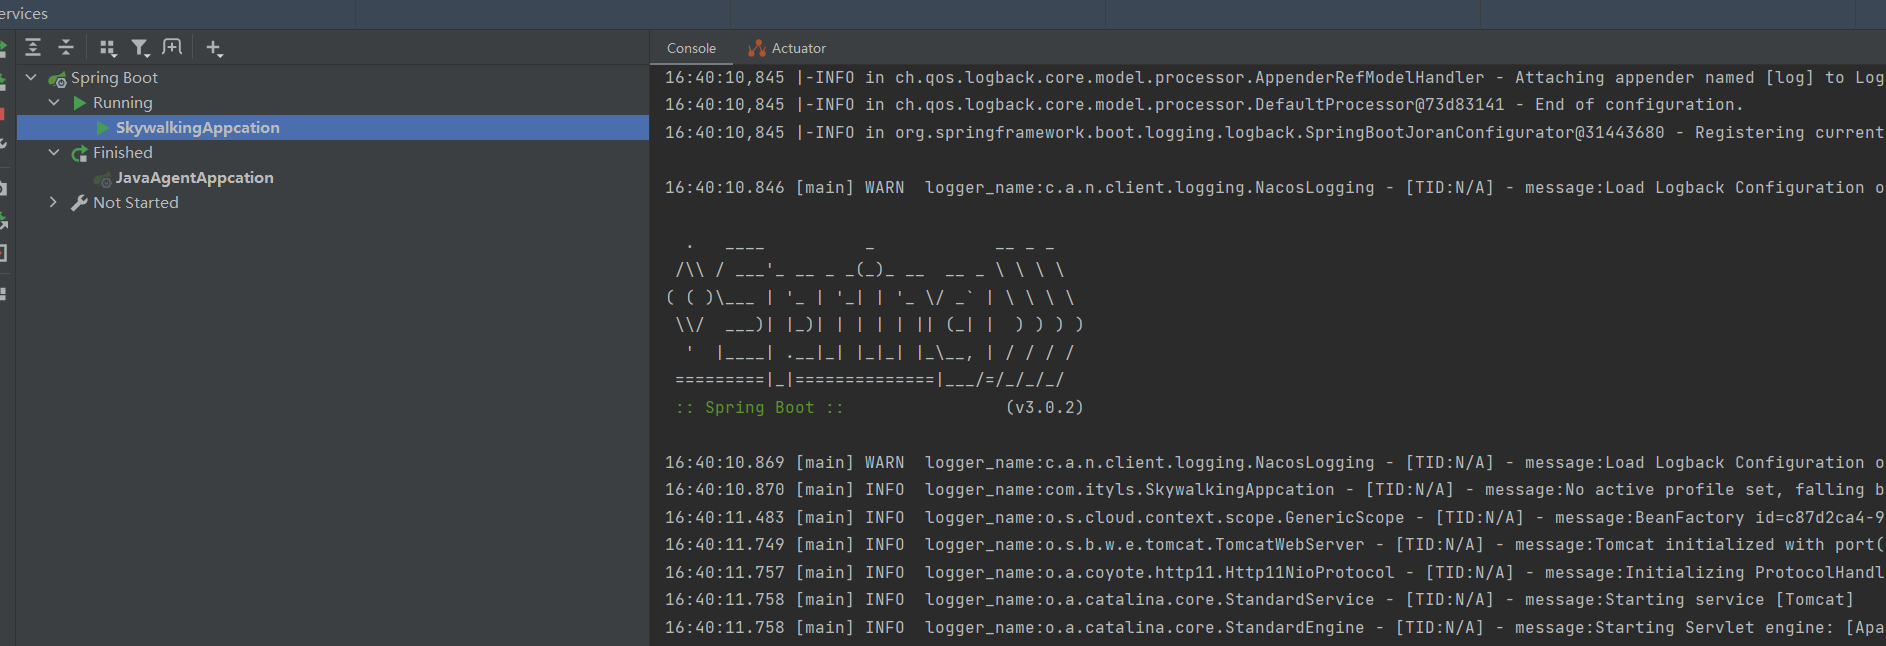 ervices
Console
Actuator
Spring Boot
Running
SkywalkingAppcation
Finished
JavaAgentAppcation
Not Started
16:40:10,845 |-INFO in ch.qos.logback.core.model.processor.AppenderRefModelHandler - Attaching appender named [log] to Log
16:40:10,845 |-INFO in ch.qos.logback.core.model.processor.DefaultProcessor@73d83141 - End of configuration.
16:40:10,845 |-INFO in org.springframework.boot.logging.logback.SpringBootJoranConfigurator@31443680 - Registering current
16:40:10.846 [main] WARN  logger_name:c.a.n.client.logging.NacosLogging - [TID:N/A] - message:Load Logback Configuration o
  .   ____          _            __ _ _
 /\\ / ___'_ __ _ _(_)_ __  __ _ \ \ \ \
( ( )\___ | '_ | '_| | '_ \/ _` | \ \ \ \
 \\/  ___)| |_)| | | | | || (_| |  ) ) ) )
  '  |____| .__|_| |_|_| |_\__, | / / / /
 =========|_|==============|___/=/_/_/_/
 :: Spring Boot ::                (v3.0.2)
16:40:10.869 [main] WARN  logger_name:c.a.n.client.logging.NacosLogging - [TID:N/A] - message:Load Logback Configuration o
16:40:10.870 [main] INFO  logger_name:com.ityls.SkywalkingAppcation - [TID:N/A] - message:No active profile set, falling b
16:40:11.483 [main] INFO  logger_name:o.s.cloud.context.scope.GenericScope - [TID:N/A] - message:BeanFactory id=c87d2ca4-9
16:40:11.749 [main] INFO  logger_name:o.s.b.w.e.tomcat.TomcatWebServer - [TID:N/A] - message:Tomcat initialized with port(
16:40:11.757 [main] INFO  logger_name:o.a.coyote.http11.Http11NioProtocol - [TID:N/A] - message:Initializing ProtocolHandl
16:40:11.758 [main] INFO  logger_name:o.a.catalina.core.StandardService - [TID:N/A] - message:Starting service [Tomcat]
16:40:11.758 [main] INFO  logger_name:o.a.catalina.core.StandardEngine - [TID:N/A] - message:Starting Servlet engine: [Apa